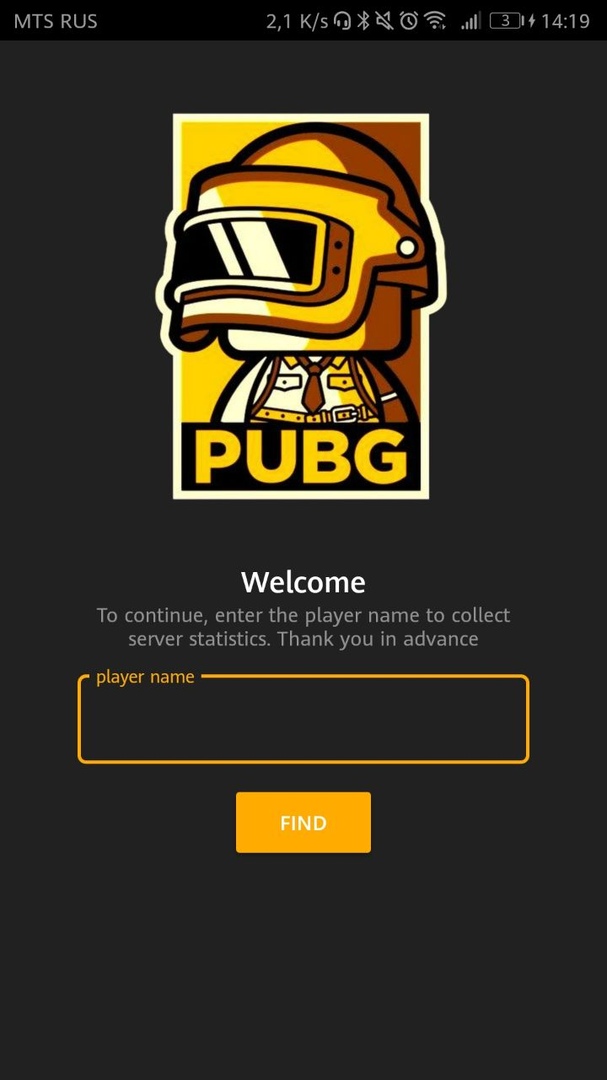 MTS RUS 2,1 K/s 3 14:19
PUBG
Welcome
To continue, enter the player name to collect
server statistics. Thank you in advance
player name
FIND